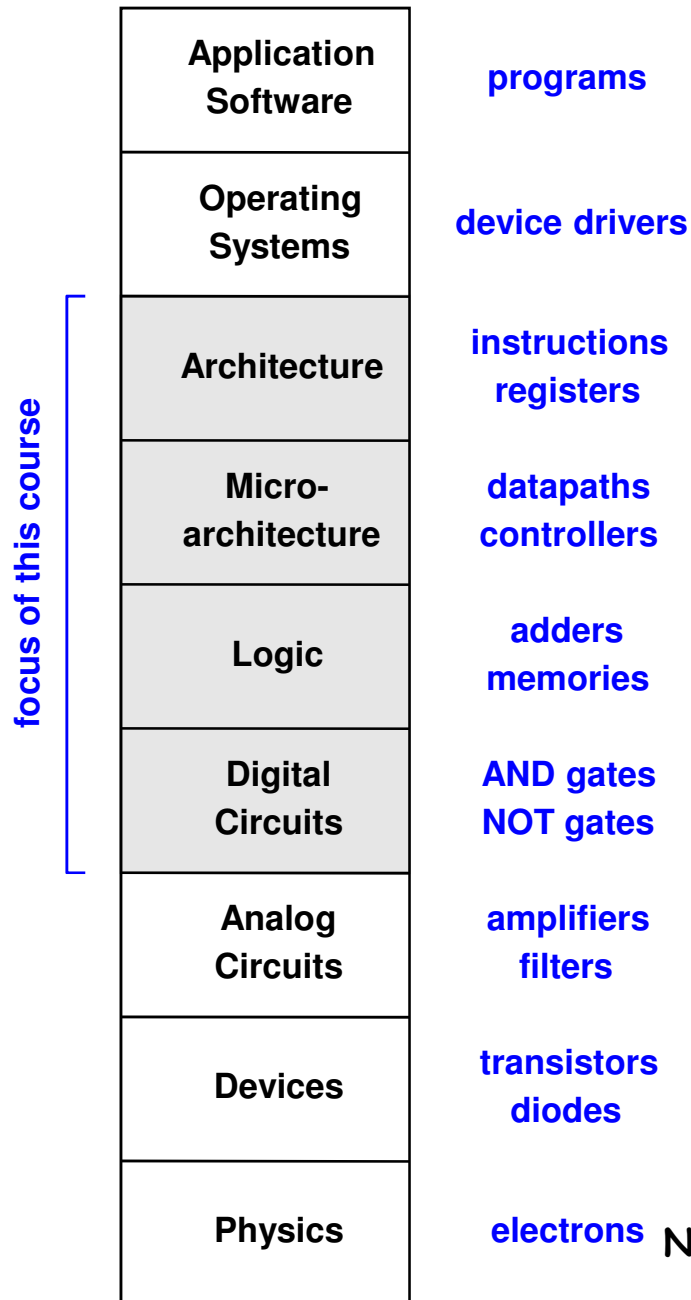 Application
Software
programs
Operating
Systems
device drivers
focus of this course
Architecture
instructions
registers
Micro-
architecture
datapaths
controllers
Logic
adders
memories
Digital
Circuits
AND gates
NOT gates
Analog
Circuits
amplifiers
filters
Devices
transistors
diodes
Physics
electrons
N